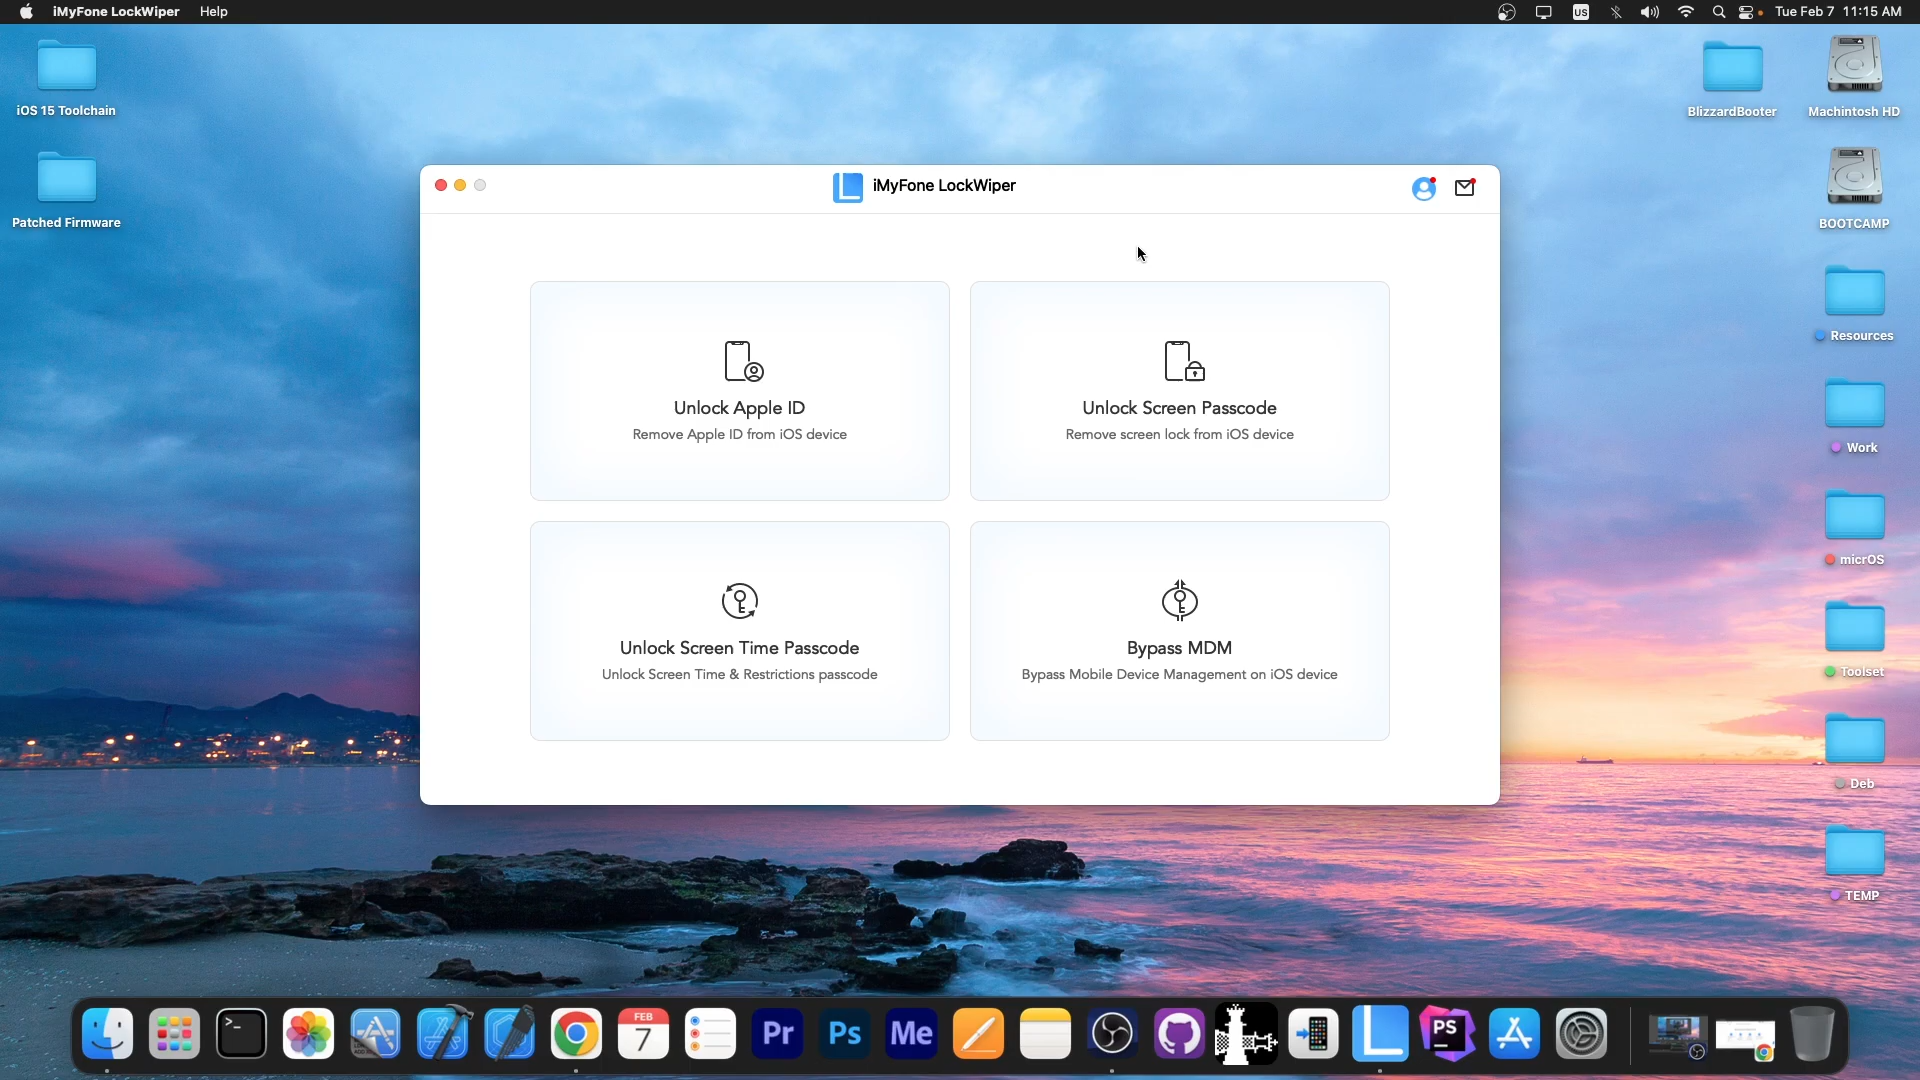 iMyFone LockWiper Help
US
Tue Feb 7 11:15 AM
iOS 15 Toolchain
Patched Firmware
BlizzardBooter
Machintosh HD
BOOTCAMP
Resources
Work
micrOS
Toolset
Deb
TEMP
iMyFone LockWiper
Unlock Apple ID
Remove Apple ID from iOS device
Unlock Screen Passcode
Remove screen lock from iOS device
Unlock Screen Time Passcode
Unlock Screen Time & Restrictions passcode
Bypass MDM
Bypass Mobile Device Management on iOS device
>_
FEB
7
Pr
Ps
Me
PS